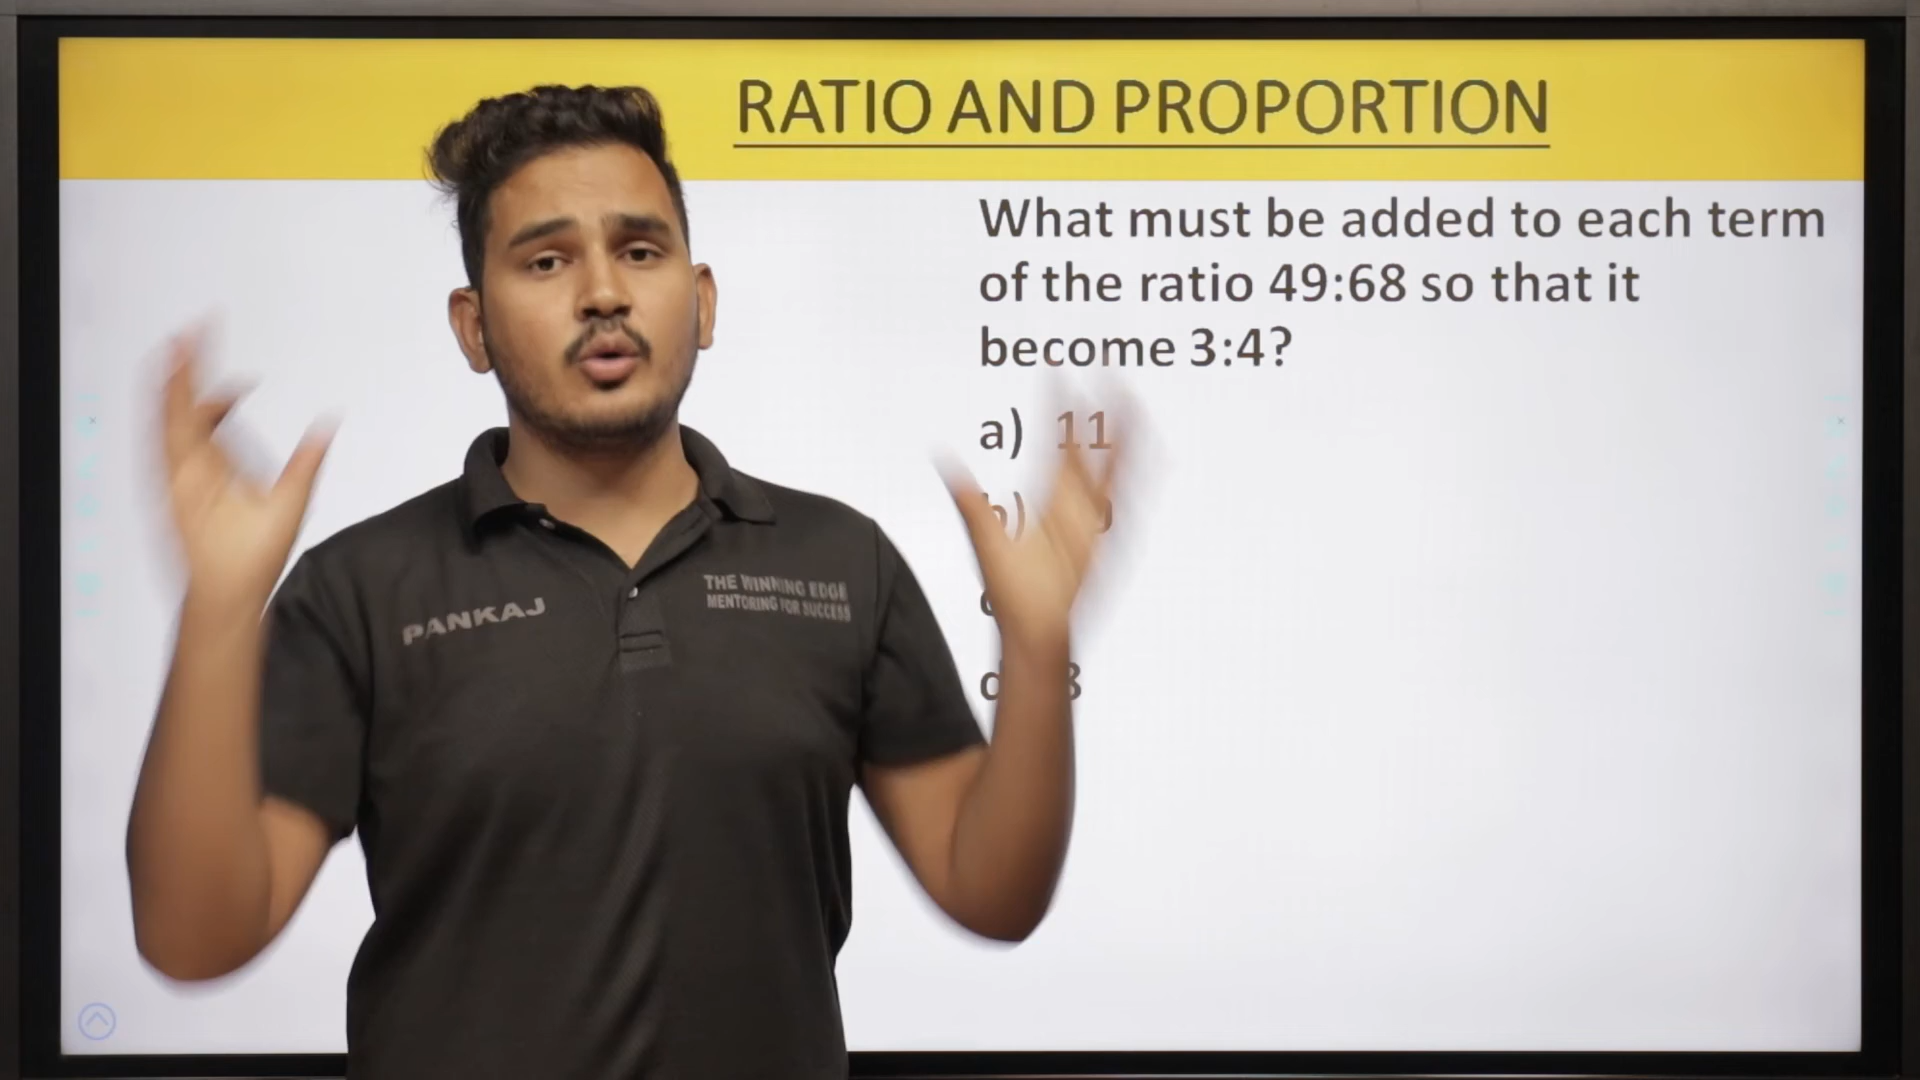 RATIO AND PROPORTION
What must be added to each term
of the ratio 49:68 so that it
become 3:4?
a) 11
PANKAJ
THE WINNING EDGE
MENTORING FOR SUCCESS